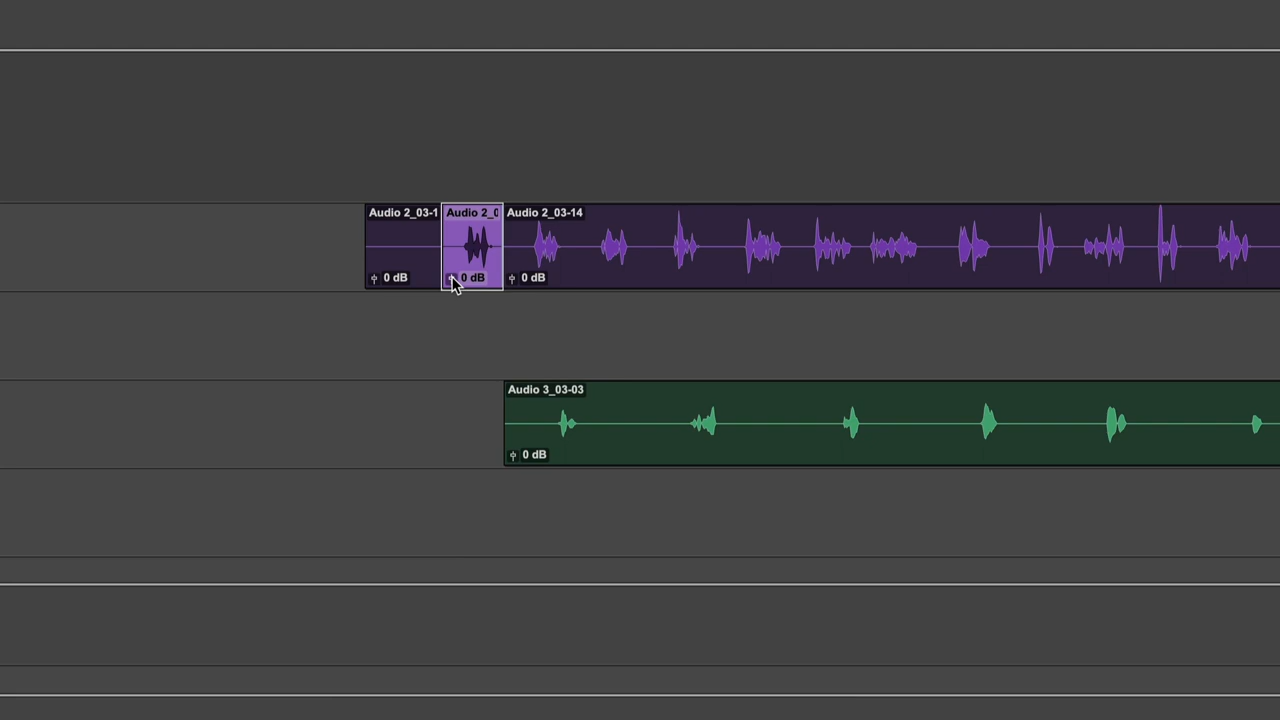 Audio 2_03-1
Audio 2_0
Audio 2_03-14
0 dB
0 dB
0 dB
Audio 3_03-03
0 dB